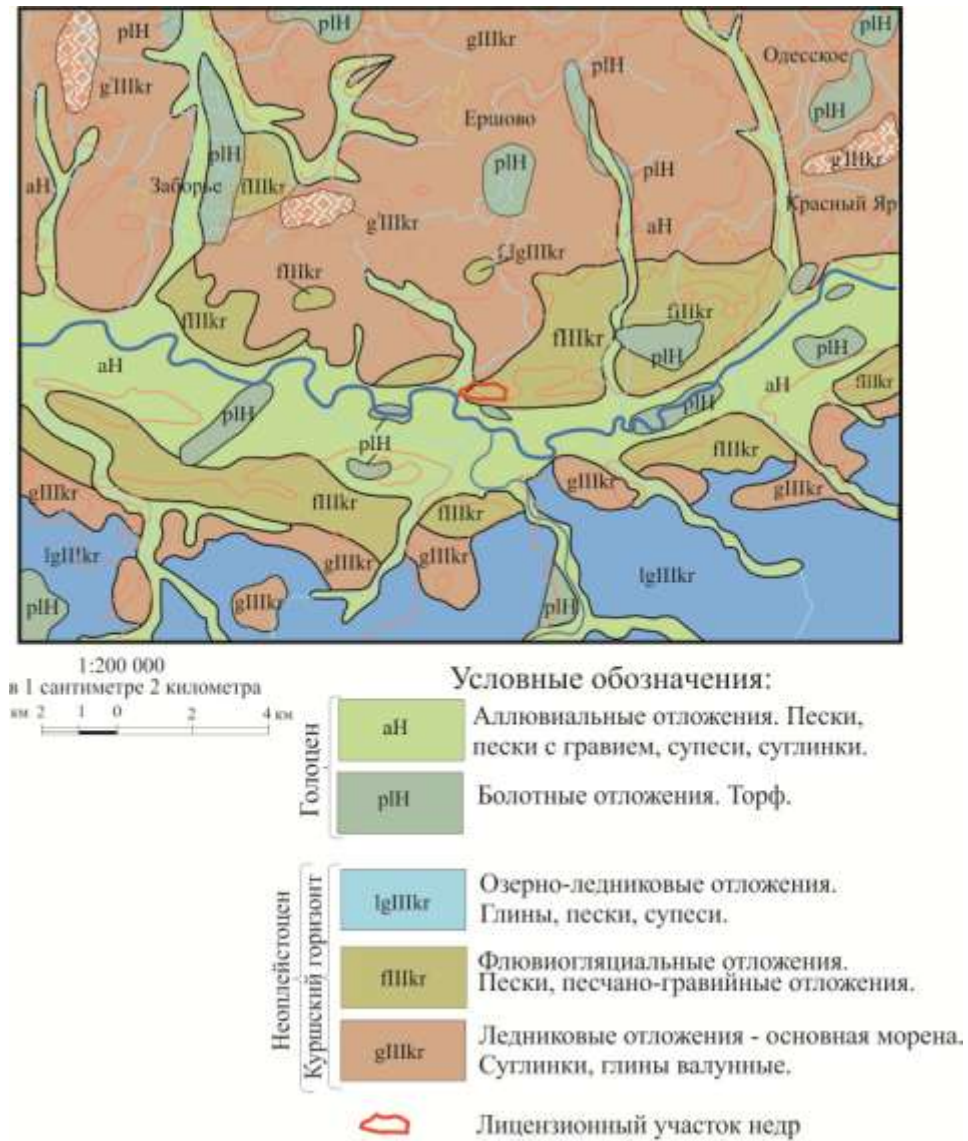 plH
plH
gIIIkr
Одесское
plH
plH
gIIIkr
Ершово
plH
plH
plH
plH
gIIIkr
aH
Заборье
fIIIkr
gIIIkr
aH
Красный Яр
fIIIkr
f,lgIIIkr
fIIIkr
fIIIkr
fIIIkr
plH
plH
aH
aH
fIIIkr
plH
plH
plH
fIIIkr
gIIIkr
gIIIkr
gIIIkr
fIIIkr
fIIIkr
lgIIIkr
gIIIkr
gIIIkr
lgIIIkr
plH
gIIIkr
plH
1:200 000
в 1 сантиметре 2 километра
км 2 1 0 2 4 км
Условные обозначения:
Голоцен
aH
Аллювиальные отложения. Пески,
пески с гравием, супеси, суглинки.
plH
Болотные отложения. Торф.
Неоплейстоцен
Куршский горизонт
lgIIIkr
Озерно-ледниковые отложения.
Глины, пески, супеси.
fIIIkr
Флювиогляциальные отложения.
Пески, песчано-гравийные отложения.
gIIIkr
Ледниковые отложения - основная морена.
Суглинки, глины валунные.
Лицензионный участок недр